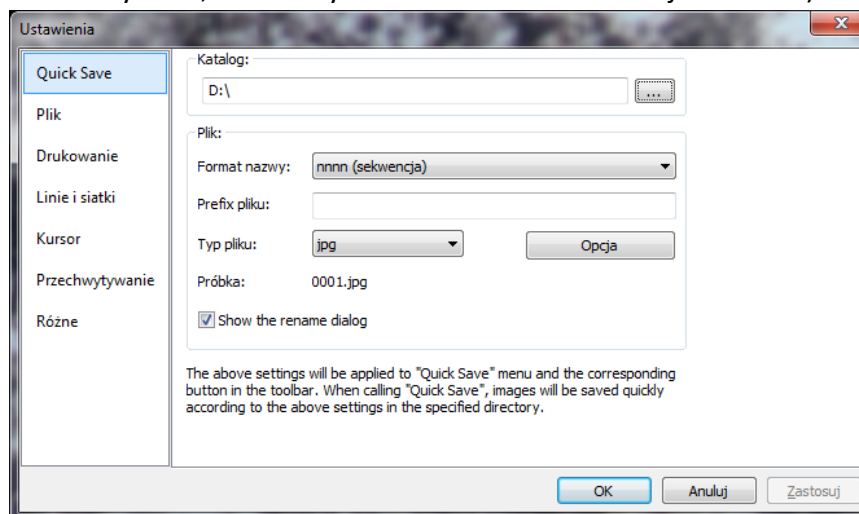 Ustawienia
Quick Save
Plik
Drukowanie
Linie i siatki
Kursor
Przechwytywanie
Różne
Katalog:
D:\
...
Plik:
Format nazwy: nnnn (sekwencja)
Prefix pliku:
Typ pliku: jpg Opcja
Próbka: 0001.jpg
Show the rename dialog
The above settings will be applied to "Quick Save" menu and the corresponding
button in the toolbar. When calling "Quick Save", images will be saved quickly
according to the above settings in the specified directory.
OK Anuluj Zastosuj